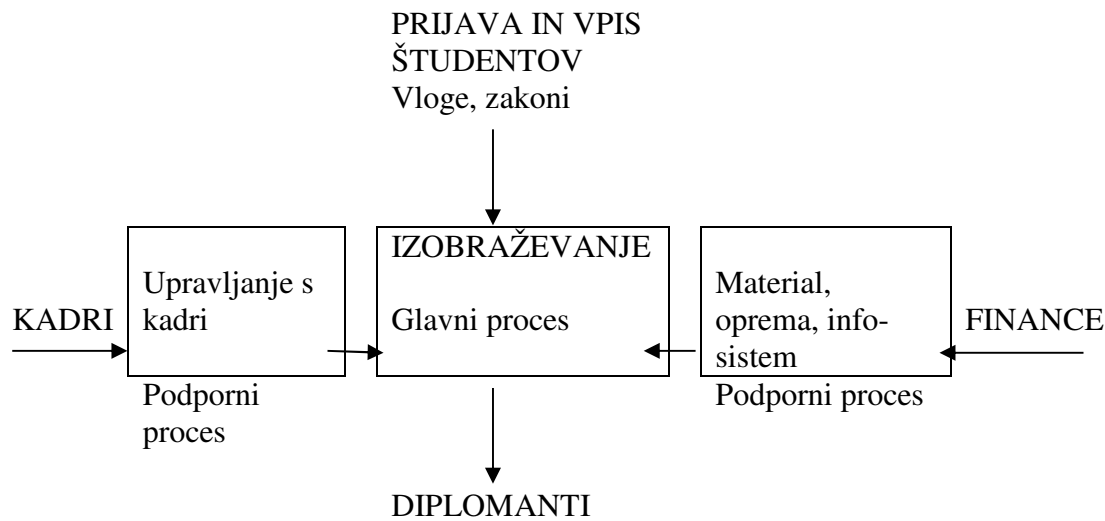 PRIJAVA IN VPIS
ŠTUDENTOV
Vloge, zakoni
KADRI
Upravljanje s
kadri
Podporni
proces
IZOBRAŽEVANJE
Glavni proces
Material,
oprema, info-
sistem
Podporni proces
FINANCE
DIPLOMANTI